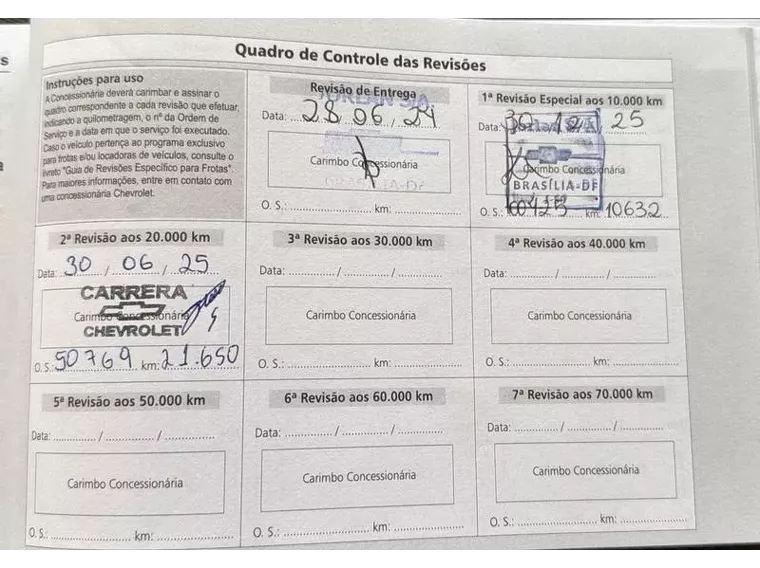 Quadro de Controle das Revisões
Instruções para uso
A Concessionária deverá carimbar e assinar o
quadro correspondente a cada revisão que efetuar,
indicando a quilometragem, o nº da Ordem de
Serviço e a data em que o serviço foi executado.
Caso o veículo pertença ao programa exclusivo
para frotas e/ou locadoras de veículos, consulte o
livreto "Guia de Revisões Específico para Frotas".
Para maiores informações, entre em contato com
uma concessionária Chevrolet.
Revisão de Entrega
Data: 28 06, 24
Carimbo Concessionária
O. S.: km:
1ª Revisão Especial aos 10.000 km
Data: 30 12 25
Carimbo Concessionária
BRASÍLIA-DF
O. S.: km: 10632
2ª Revisão aos 20.000 km
Data: 30 / 06 / 25
CARRERA
Carimbo Concessionária
CHEVROLET
O. S.: 50769 km: 21.650
3ª Revisão aos 30.000 km
Data: / /
Carimbo Concessionária
O. S.: km:
4ª Revisão aos 40.000 km
Data: / /
Carimbo Concessionária
O. S.: km:
5ª Revisão aos 50.000 km
Data: / /
Carimbo Concessionária
O. S.: km:
6ª Revisão aos 60.000 km
Data: / /
Carimbo Concessionária
O. S.: km:
7ª Revisão aos 70.000 km
Data: / /
Carimbo Concessionária
O. S.: km: